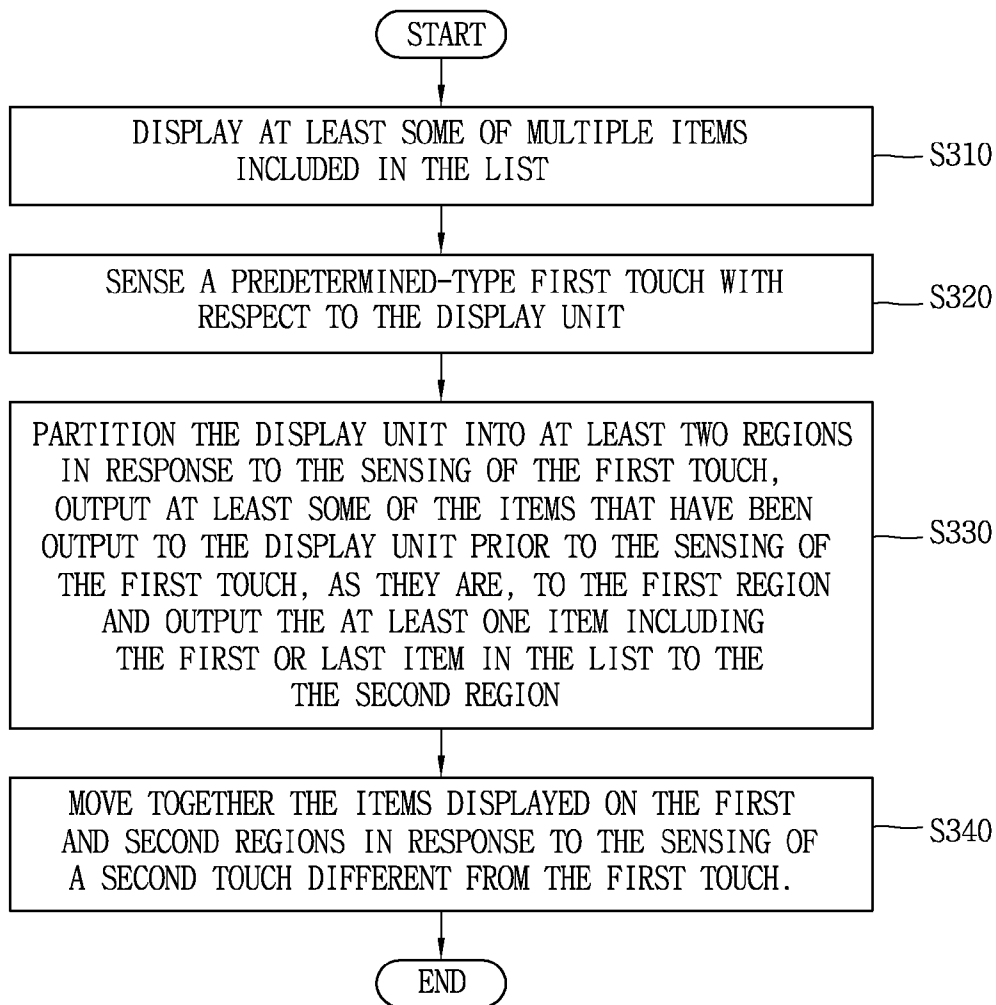 START
DISPLAY AT LEAST SOME OF MULTIPLE ITEMS
INCLUDED IN THE LIST
S310
SENSE A PREDETERMINED-TYPE FIRST TOUCH WITH
RESPECT TO THE DISPLAY UNIT
S320
PARTITION THE DISPLAY UNIT INTO AT LEAST TWO REGIONS
IN RESPONSE TO THE SENSING OF THE FIRST TOUCH,
OUTPUT AT LEAST SOME OF THE ITEMS THAT HAVE BEEN
OUTPUT TO THE DISPLAY UNIT PRIOR TO THE SENSING OF
THE FIRST TOUCH, AS THEY ARE, TO THE FIRST REGION
AND OUTPUT THE AT LEAST ONE ITEM INCLUDING
THE FIRST OR LAST ITEM IN THE LIST TO THE
THE SECOND REGION
S330
MOVE TOGETHER THE ITEMS DISPLAYED ON THE FIRST
AND SECOND REGIONS IN RESPONSE TO THE SENSING OF
A SECOND TOUCH DIFFERENT FROM THE FIRST TOUCH.
S340
END